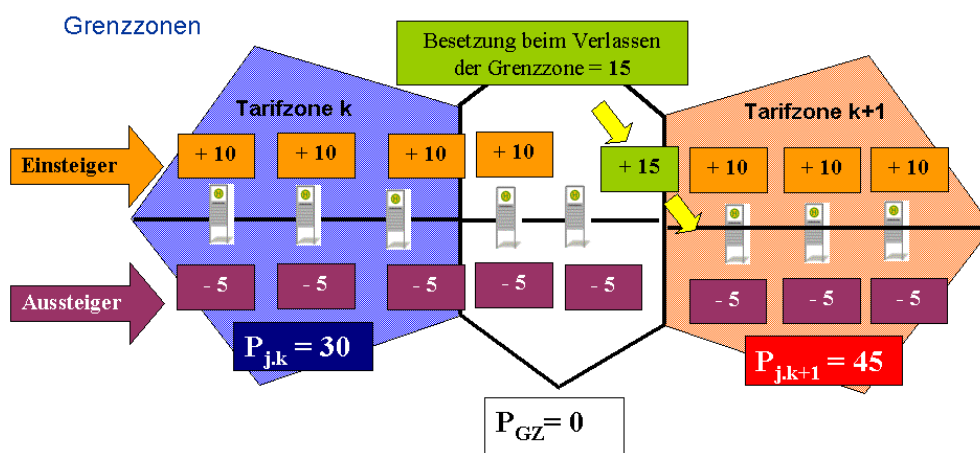 Grenzzonen
Besetzung beim Verlassen
der Grenzzone = 15
Tarifzone k
Tarifzone k+1
Einsteiger
+ 10
+ 10
+ 10
+ 10
+ 15
+ 10
+ 10
+ 10
H
H
H
H
H
H
H
H
Aussteiger
- 5
- 5
- 5
- 5
- 5
- 5
- 5
- 5
Pj.k = 30
Pj.k+1 = 45
PGZ= 0